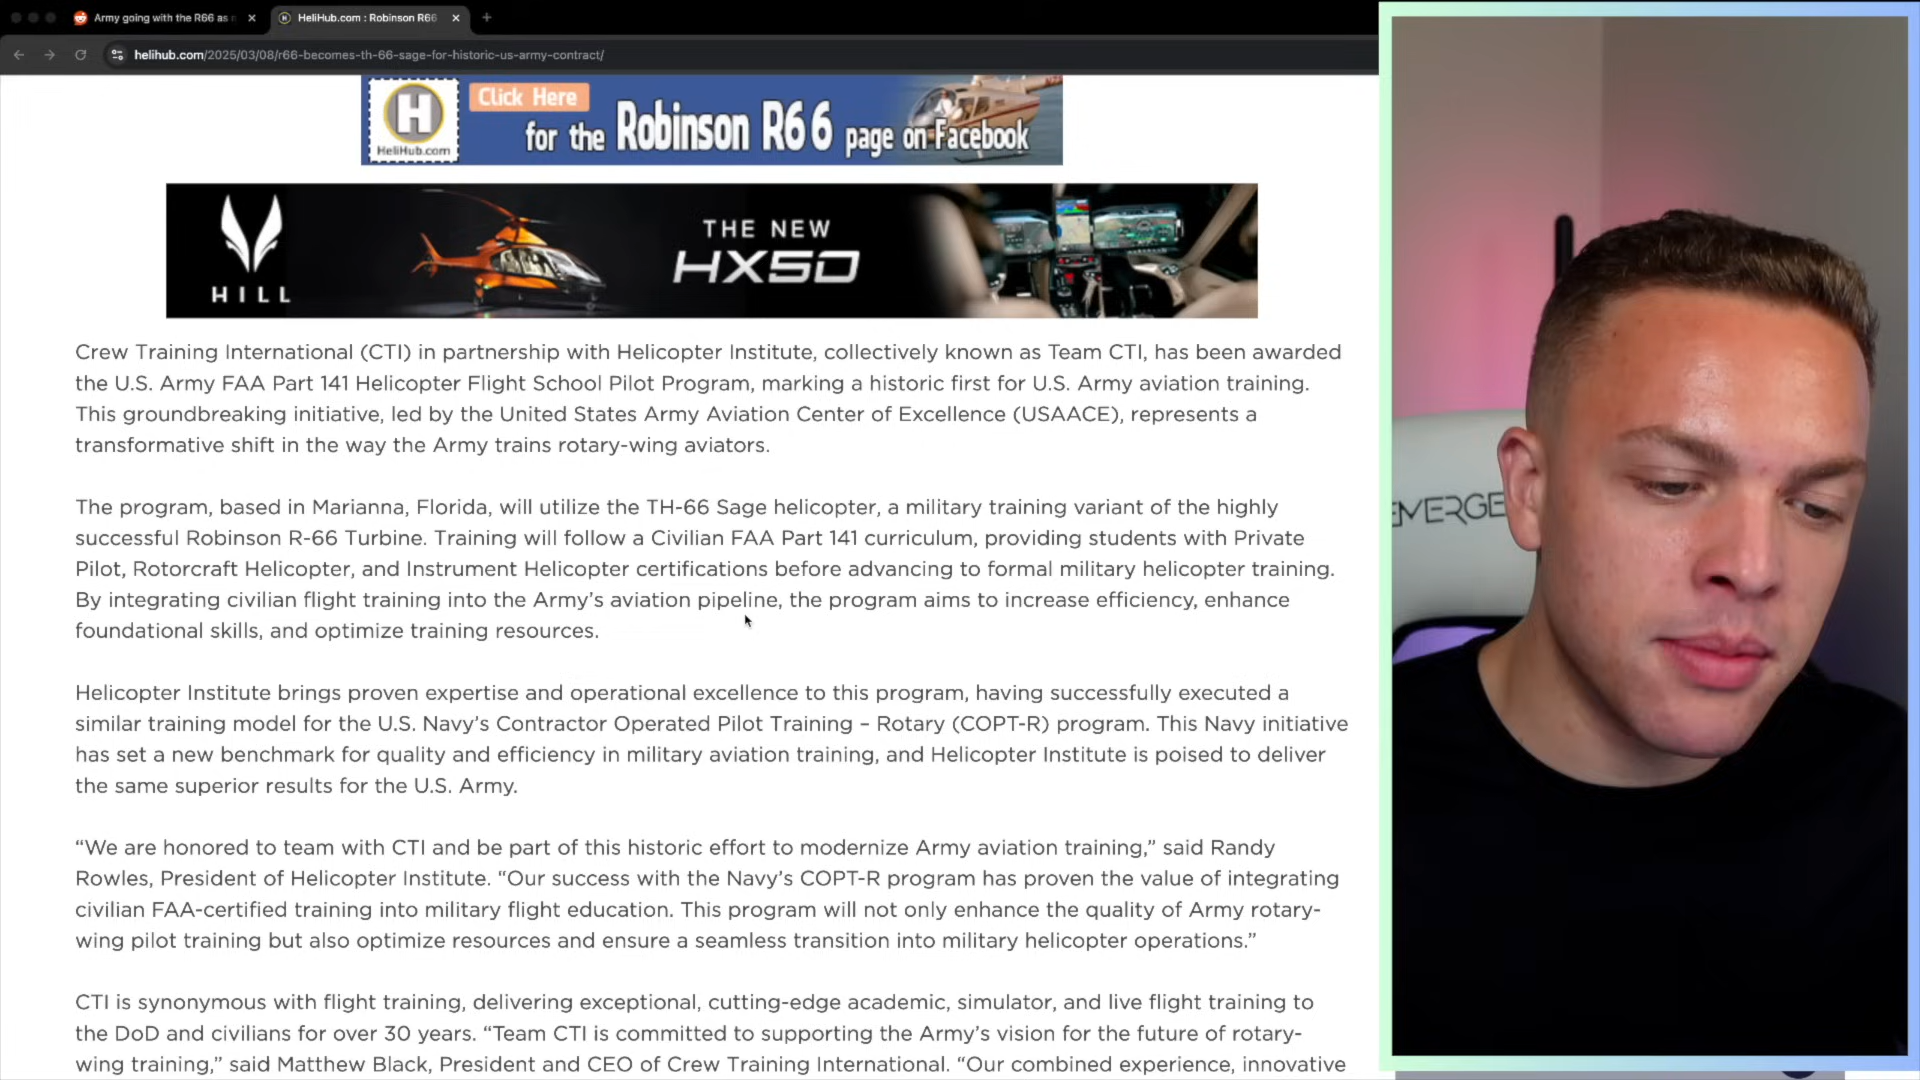 Army going with the R66 as n
HeliHub.com : Robinson R66
helihub.com/2025/03/08/r66-becomes-th-66-sage-for-historic-us-army-contract/
H
HeliHub.com
Click Here
for the Robinson R66 page on Facebook
HILL
THE NEW
HX50
Crew Training International (CTI) in partnership with Helicopter Institute, collectively known as Team CTI, has been awarded
the U.S. Army FAA Part 141 Helicopter Flight School Pilot Program, marking a historic first for U.S. Army aviation training.
This groundbreaking initiative, led by the United States Army Aviation Center of Excellence (USAACE), represents a
transformative shift in the way the Army trains rotary-wing aviators.
The program, based in Marianna, Florida, will utilize the TH-66 Sage helicopter, a military training variant of the highly
successful Robinson R-66 Turbine. Training will follow a Civilian FAA Part 141 curriculum, providing students with Private
Pilot, Rotorcraft Helicopter, and Instrument Helicopter certifications before advancing to formal military helicopter training.
By integrating civilian flight training into the Army’s aviation pipeline, the program aims to increase efficiency, enhance
foundational skills, and optimize training resources.
Helicopter Institute brings proven expertise and operational excellence to this program, having successfully executed a
similar training model for the U.S. Navy’s Contractor Operated Pilot Training – Rotary (COPT-R) program. This Navy initiative
has set a new benchmark for quality and efficiency in military aviation training, and Helicopter Institute is poised to deliver
the same superior results for the U.S. Army.
“We are honored to team with CTI and be part of this historic effort to modernize Army aviation training,” said Randy
Rowles, President of Helicopter Institute. “Our success with the Navy’s COPT-R program has proven the value of integrating
civilian FAA-certified training into military flight education. This program will not only enhance the quality of Army rotary-
wing pilot training but also optimize resources and ensure a seamless transition into military helicopter operations.”
CTI is synonymous with flight training, delivering exceptional, cutting-edge academic, simulator, and live flight training to
the DoD and civilians for over 30 years. “Team CTI is committed to supporting the Army’s vision for the future of rotary-
wing training,” said Matthew Black, President and CEO of Crew Training International. “Our combined experience, innovative
EMERGE